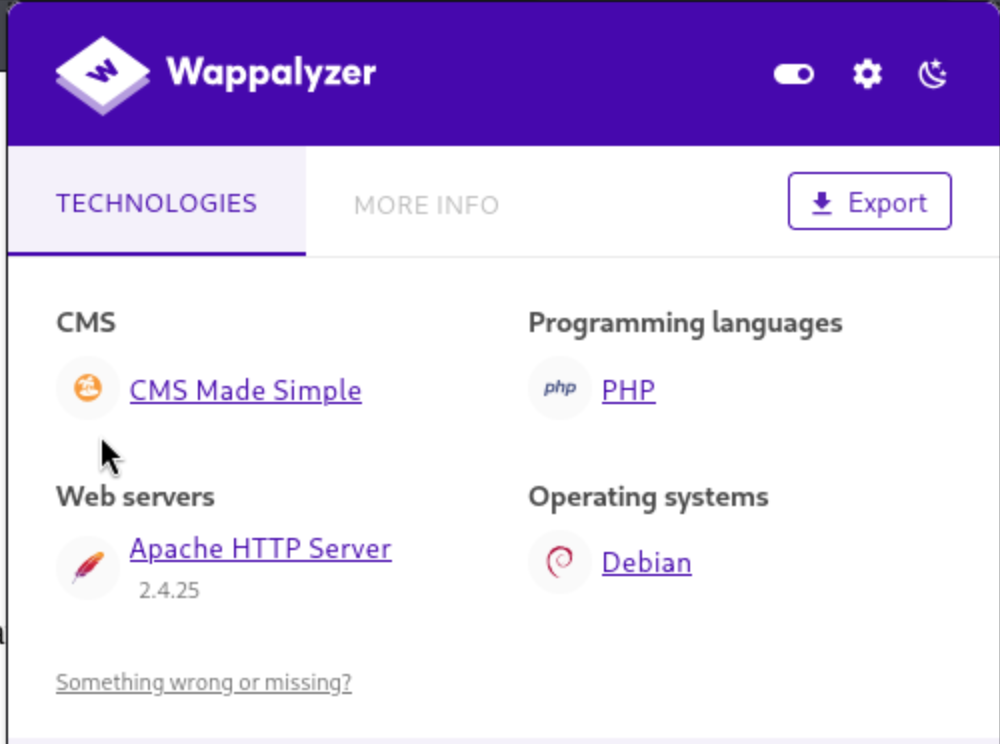 W Wappalyzer
TECHNOLOGIES
MORE INFO
Export
CMS
CMS Made Simple
Programming languages
php PHP
Web servers
Apache HTTP Server
2.4.25
Operating systems
Debian
Something wrong or missing?